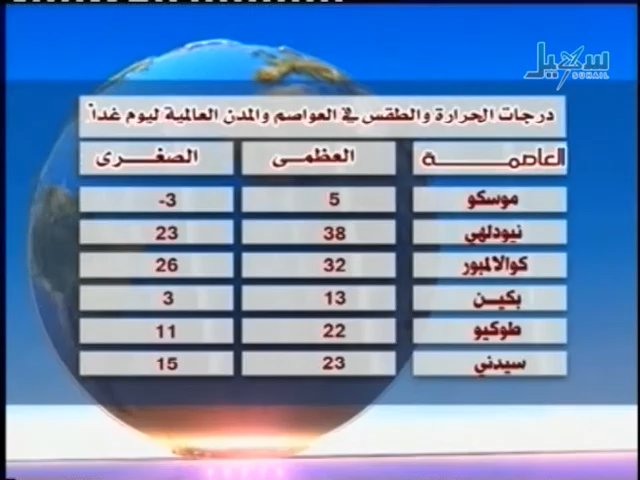 سهيل
SUHAIL
درجات الحرارة والطقس في العواصم والمدن العالمية ليوم غداً
العاصمة العظمى الصغرى
موسكو 5 3-
نيودلهي 38 23
كوالالمبور 32 26
بكين 13 3
طوكيو 22 11
سيدني 23 15